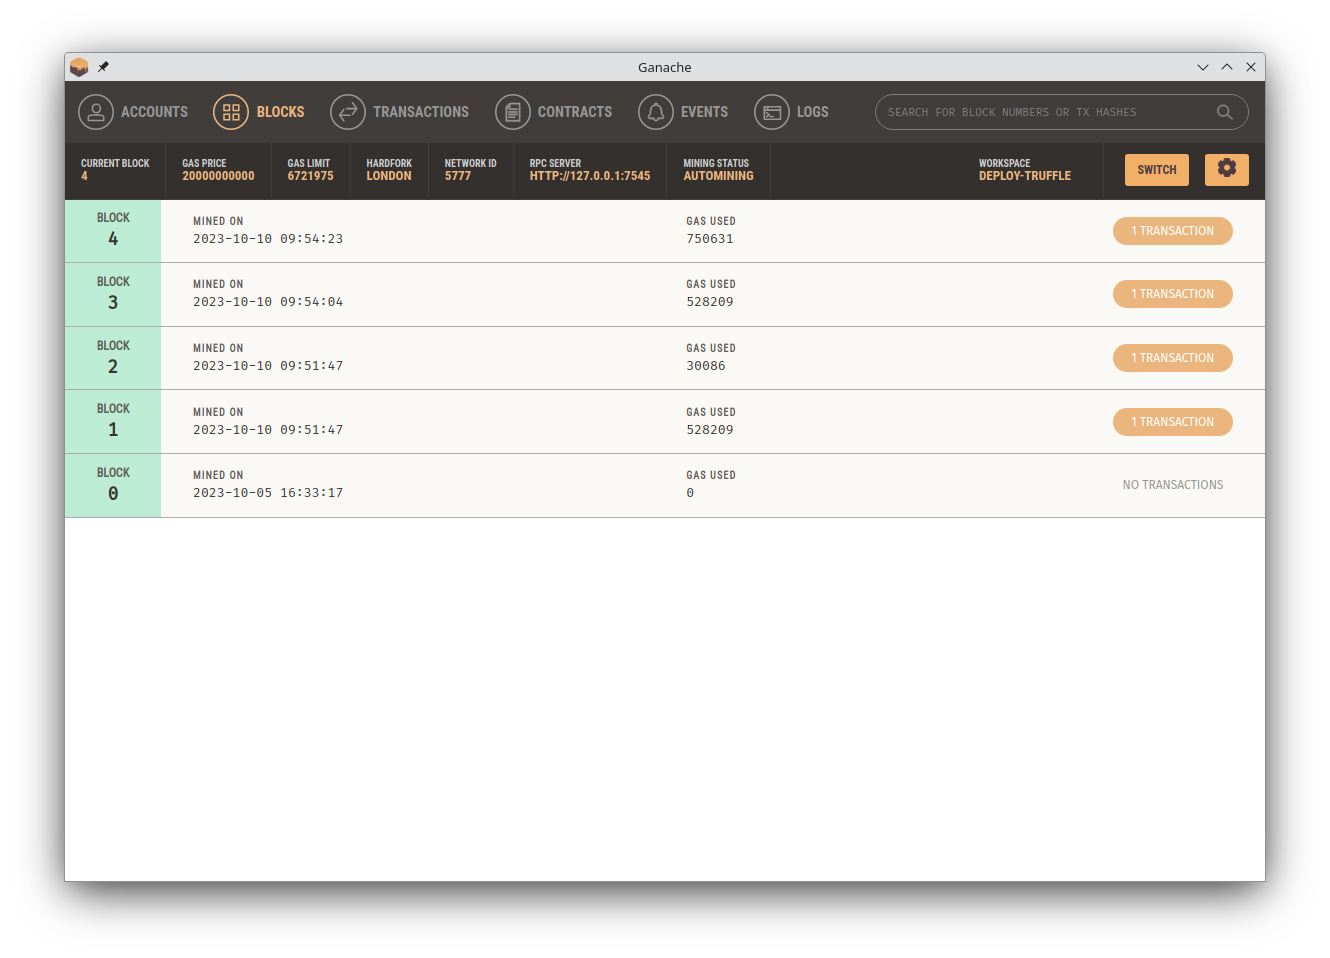 Ganache
ACCOUNTS BLOCKS TRANSACTIONS CONTRACTS EVENTS LOGS SEARCH FOR BLOCK NUMBERS OR TX HASHES
CURRENT BLOCK GAS PRICE GAS LIMIT HARDFORK NETWORK ID RPC SERVER MINING STATUS WORKSPACE
4 20000000000 6721975 LONDON 5777 HTTP://127.0.0.1:7545 AUTOMINING DEPLOY-TRUFFLE SWITCH
BLOCK MINED ON GAS USED
4 2023-10-10 09:54:23 750631 1 TRANSACTION
BLOCK MINED ON GAS USED
3 2023-10-10 09:54:04 528209 1 TRANSACTION
BLOCK MINED ON GAS USED
2 2023-10-10 09:51:47 30086 1 TRANSACTION
BLOCK MINED ON GAS USED
1 2023-10-10 09:51:47 528209 1 TRANSACTION
BLOCK MINED ON GAS USED
0 2023-10-05 16:33:17 0 NO TRANSACTIONS